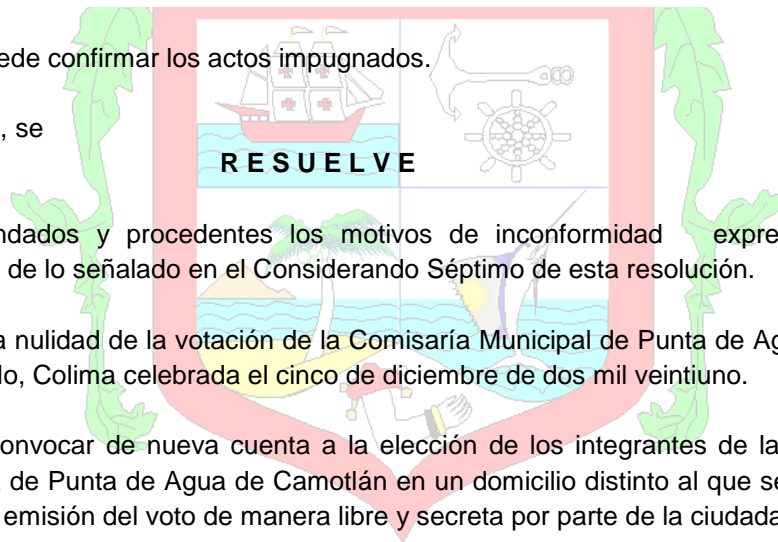 ede confirmar los actos impugnados.
, se
R E S U E L V E
ndados y procedentes los motivos de inconformidad expre
de lo señalado en el Considerando Séptimo de esta resolución.
a nulidad de la votación de la Comisaría Municipal de Punta de Ag
lo, Colima celebrada el cinco de diciembre de dos mil veintiuno.
onvocar de nueva cuenta a la elección de los integrantes de la
de Punta de Agua de Camotlán en un domicilio distinto al que se
emisión del voto de manera libre y secreta por parte de la ciudada